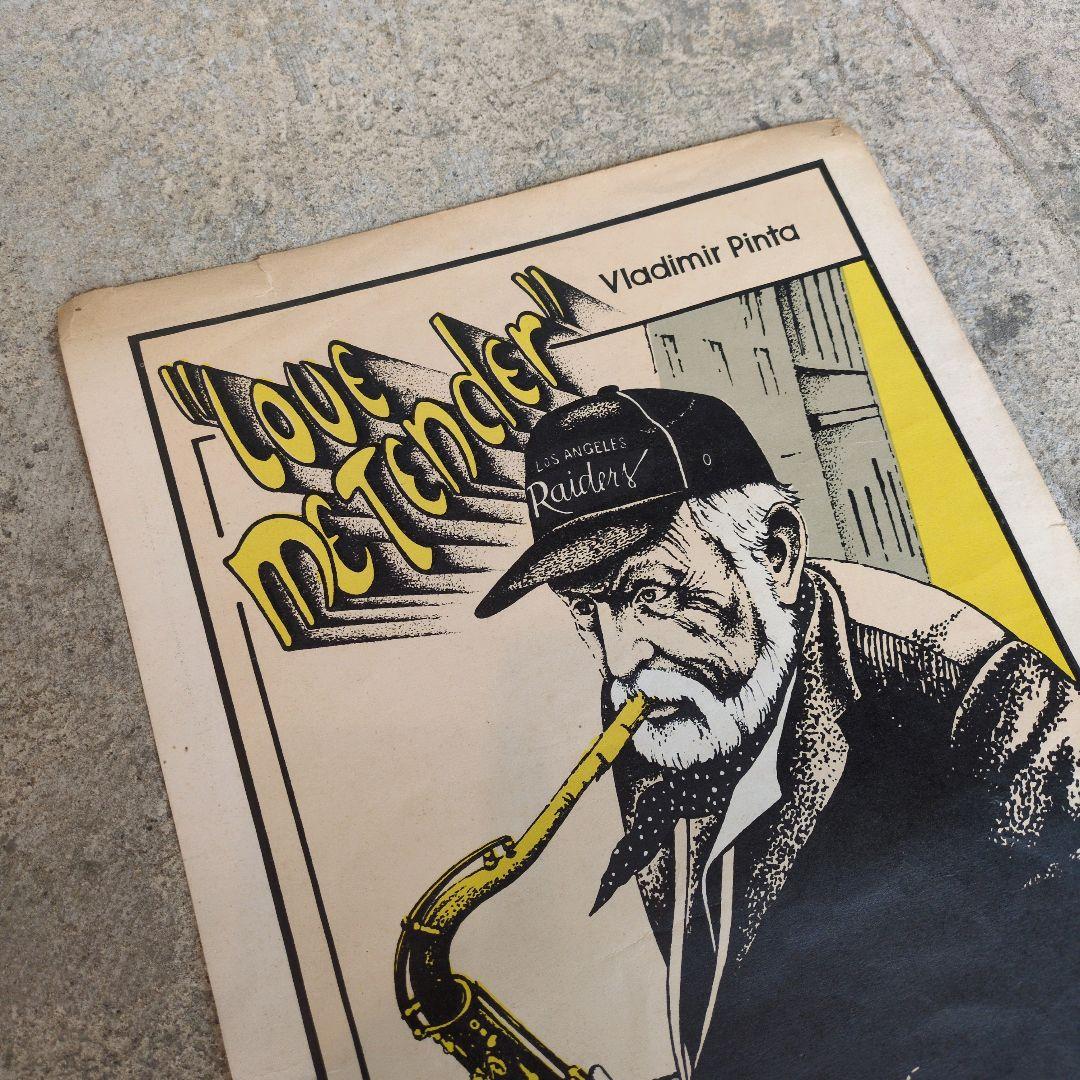 Vladimir Pinta
"LOVE
ME TENdEr"
LOS ANGELES
Raiders